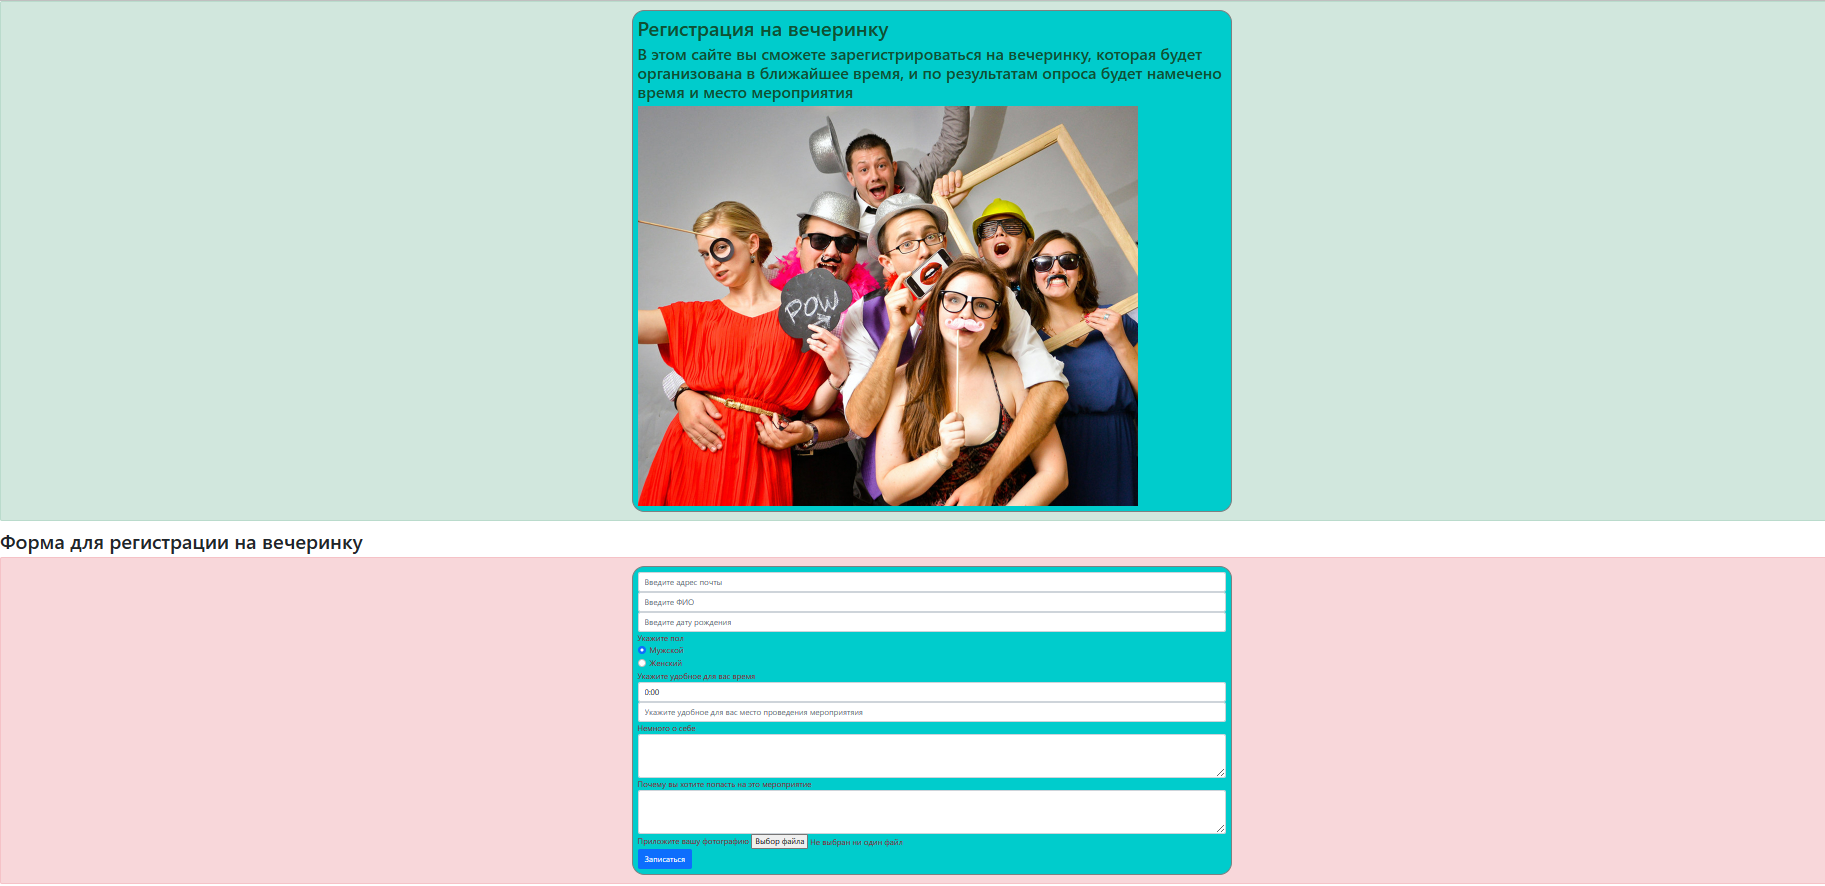 Регистрация на вечеринку
В этом сайте вы сможете зарегистрироваться на вечеринку, которая будет
организована в ближайшее время, и по результатам опроса будет намечено
время и место мероприятия
POW
Форма для регистрации на вечеринку
Введите адрес почты
Введите ФИО
Введите дату рождения
Укажите пол
Мужской
Женский
Укажите удобное для вас время
0:00
Укажите удобное для вас место проведения мероприятяия
Немного о себе
Почему вы хотите попасть на это мероприятие
Приложите вашу фотографию Выбор файла Не выбран ни один файл
Записаться